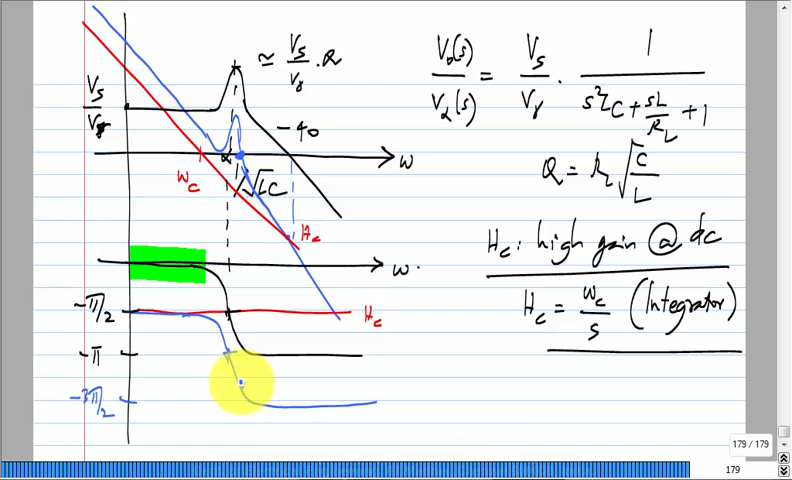 ≃ Vs/Vγ · Q
Vs/Vγ
-40
ω
ωc
1/√LC
Hc
ω.
-π/2
Hc
-π
-3π/2
Vo(s)/Vd(s) = Vs/Vγ · 1/(s²LC + sL/RL + 1)
Q = RL √C/L
Hc: high gain @ dc
Hc = ωc/s (Integrator)
179 / 179
179